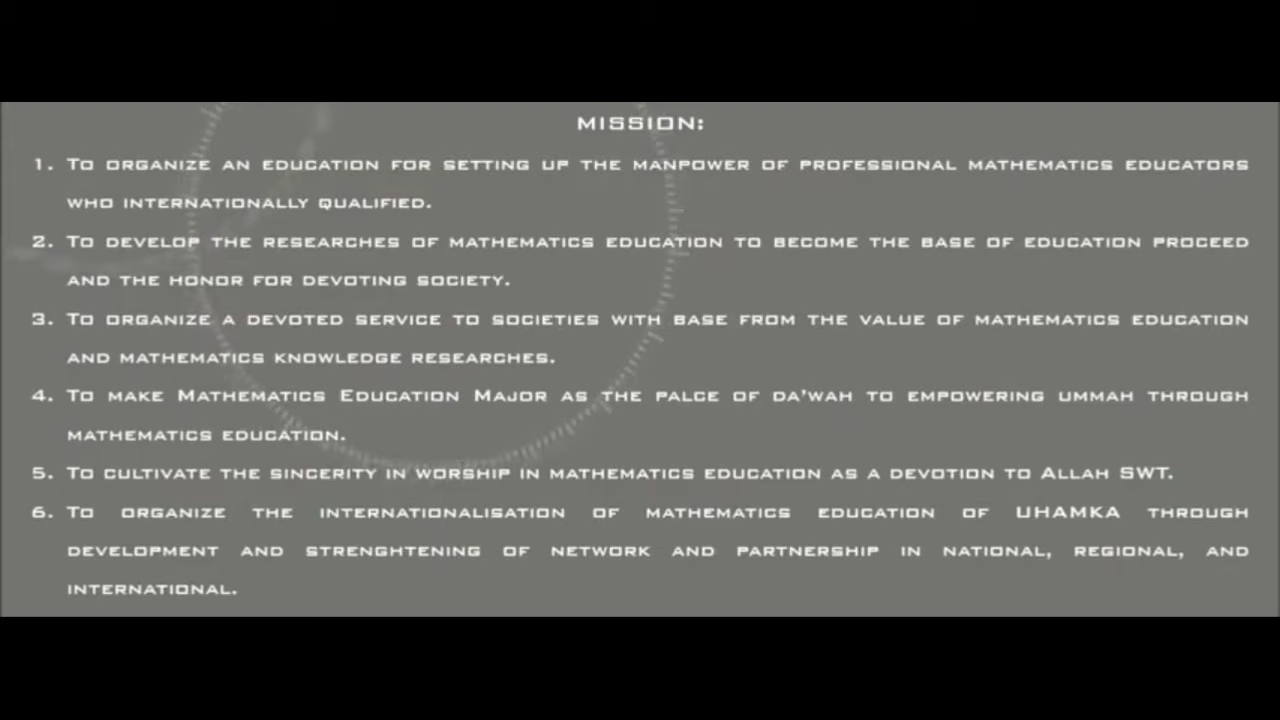 MISSION:
1. To organize an education for setting up the manpower of professional mathematics educators
who internationally qualified.
2. To develop the researches of mathematics education to become the base of education proceed
and the honor for devoting society.
3. To organize a devoted service to societies with base from the value of mathematics education
and mathematics knowledge researches.
4. To make Mathematics Education Major as the palce of da'wah to empowering ummah through
mathematics education.
5. To cultivate the sincerity in worship in mathematics education as a devotion to Allah SWT.
6. To organize the internationalisation of mathematics education of UHAMKA through
development and strenghtening of network and partnership in national, regional, and
international.